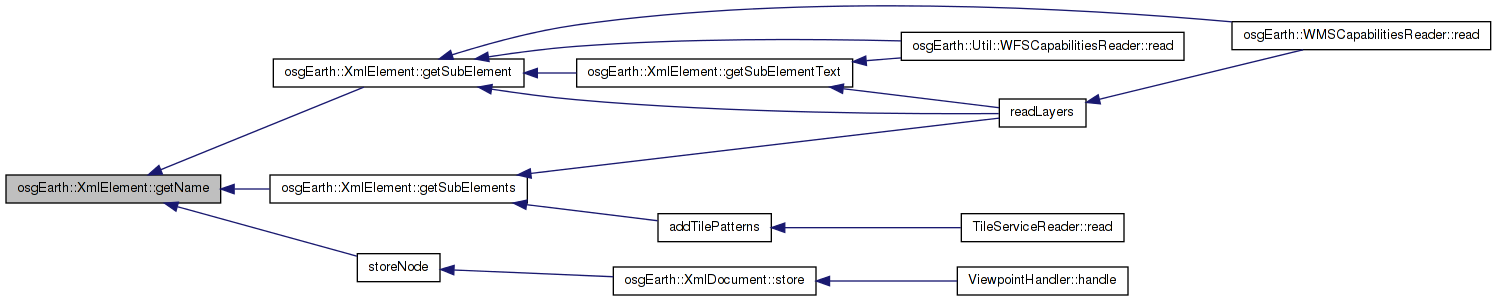 osgEarth::WMSCapabilitiesReader::read
osgEarth::Util::WFSCapabilitiesReader::read
osgEarth::XmlElement::getSubElement
osgEarth::XmlElement::getSubElementText
readLayers
osgEarth::XmlElement::getName
osgEarth::XmlElement::getSubElements
addTilePatterns
TileServiceReader::read
storeNode
osgEarth::XmlDocument::store
ViewpointHandler::handle